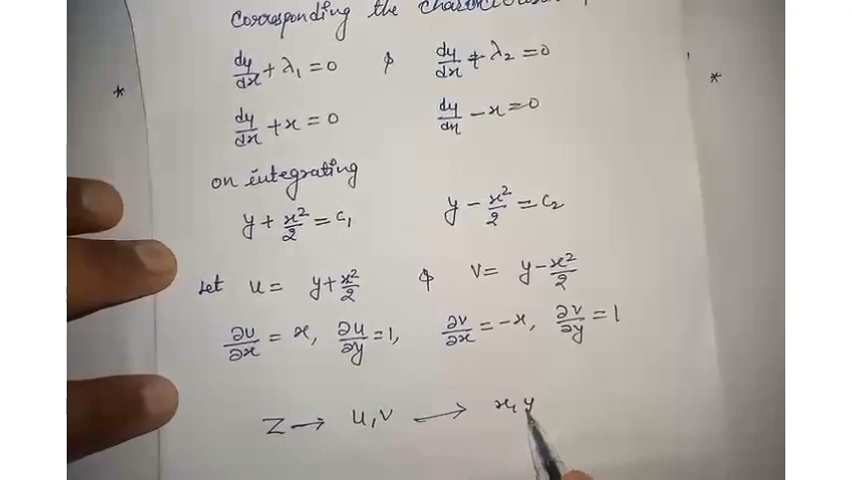 Corresponding the
dy/dx + λ₁ = 0 & dy/dx + λ₂ = 0
dy/dx + x = 0 dy/dx − x = 0
on integrating
y + x²/2 = c₁ y − x²/2 = c₂
Let u = y + x²/2 & v = y − x²/2
∂u/∂x = x, ∂u/∂y = 1, ∂v/∂x = −x, ∂v/∂y = 1
Z → u, v → x, y